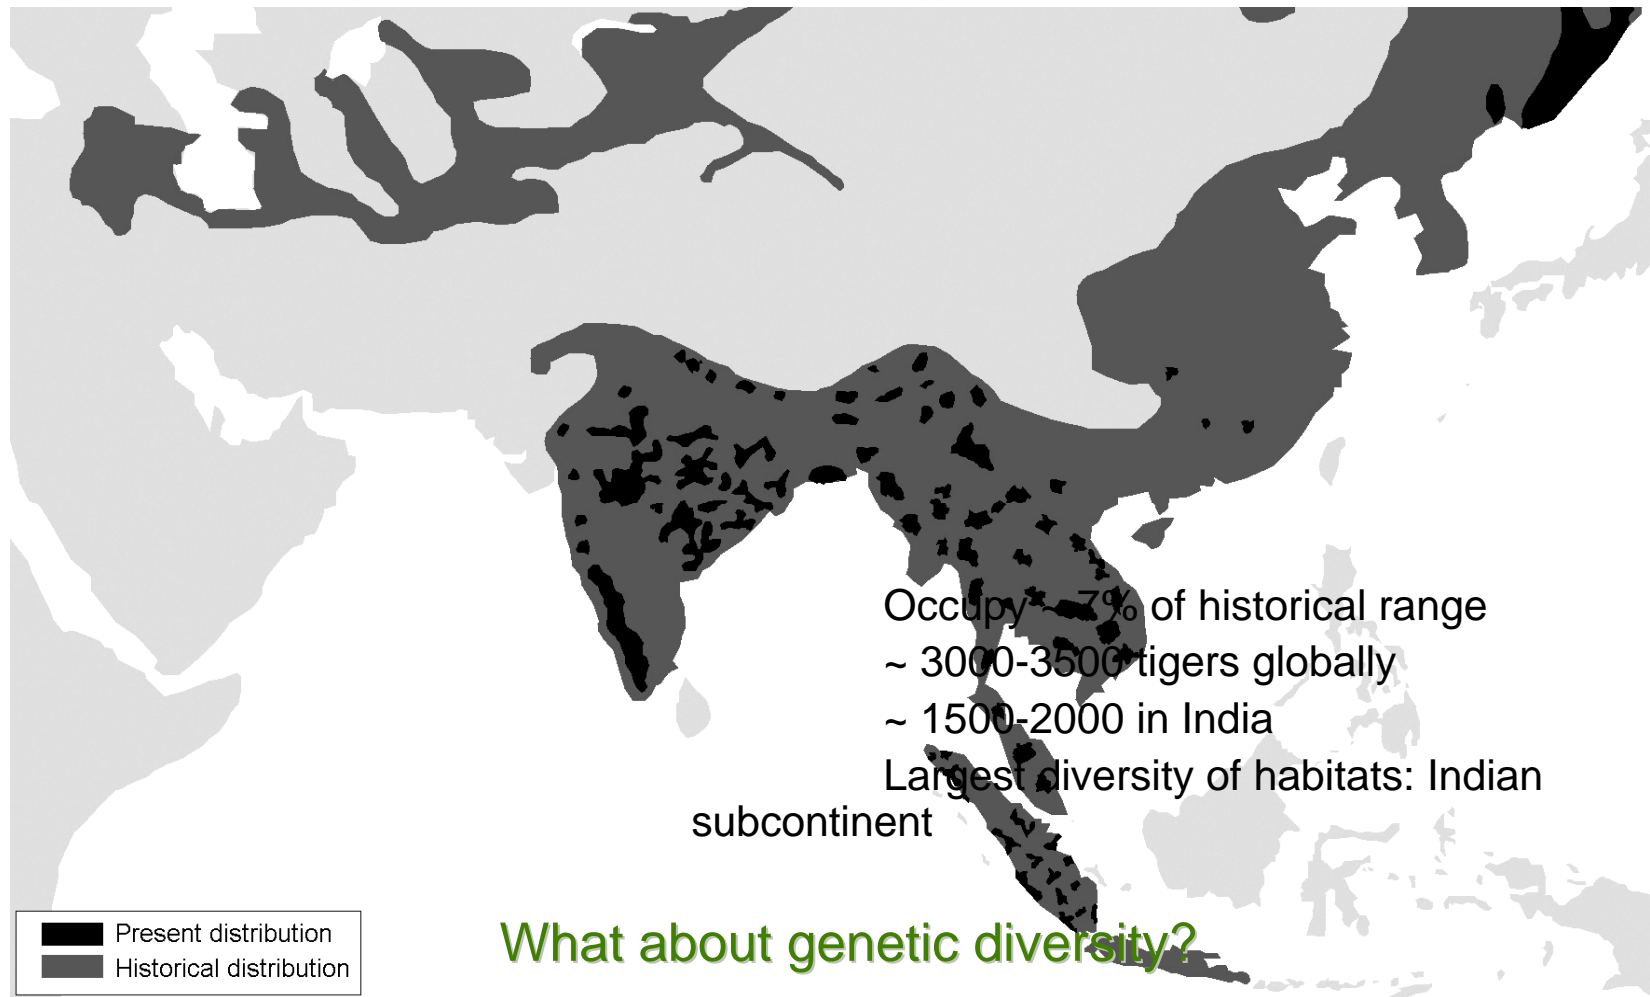 Occupy ~ 7% of historical range
~ 3000-3500 tigers globally
~ 1500-2000 in India
Largest diversity of habitats: Indian
subcontinent
What about genetic diversity?
Present distribution
Historical distribution